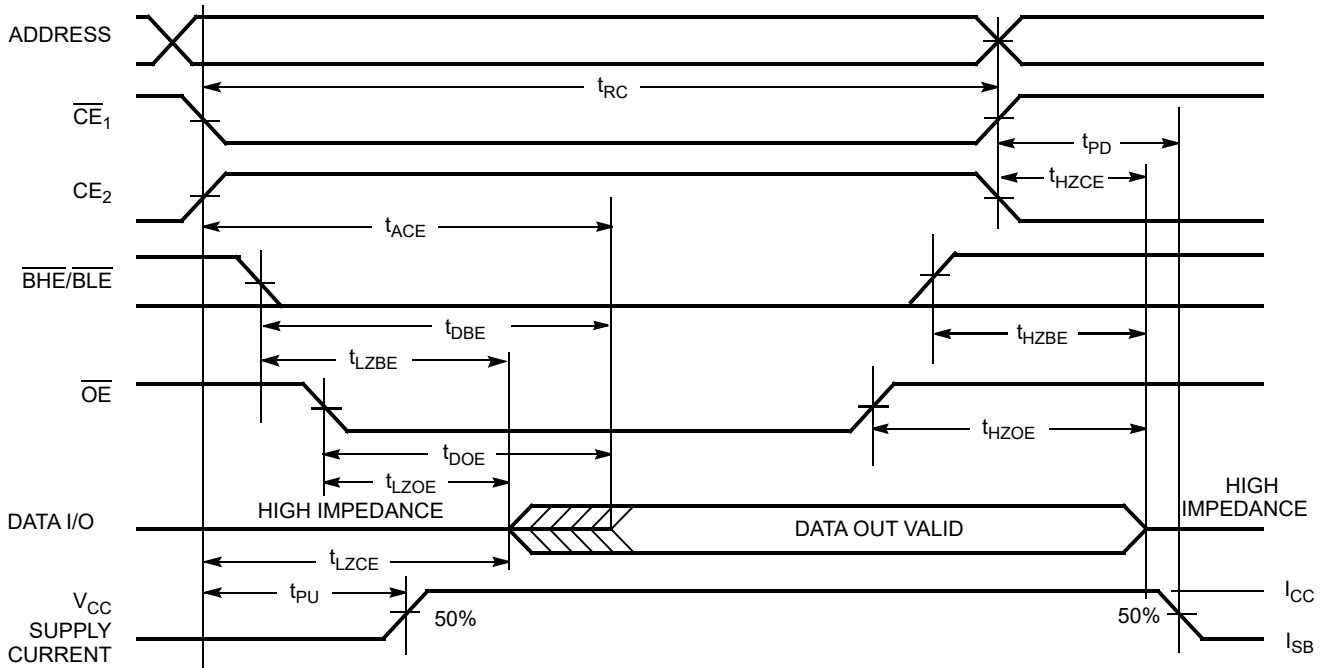 ADDRESS
tRC
CE1
tPD
tHZCE
CE2
tACE
BHE/BLE
tDBE
tHZBE
tLZBE
OE
tHZOE
tDOE
tLZOE
HIGH IMPEDANCE
HIGH
IMPEDANCE
DATA I/O
DATA OUT VALID
tLZCE
tPU
VCC
SUPPLY
CURRENT
50%
50%
ICC
ISB